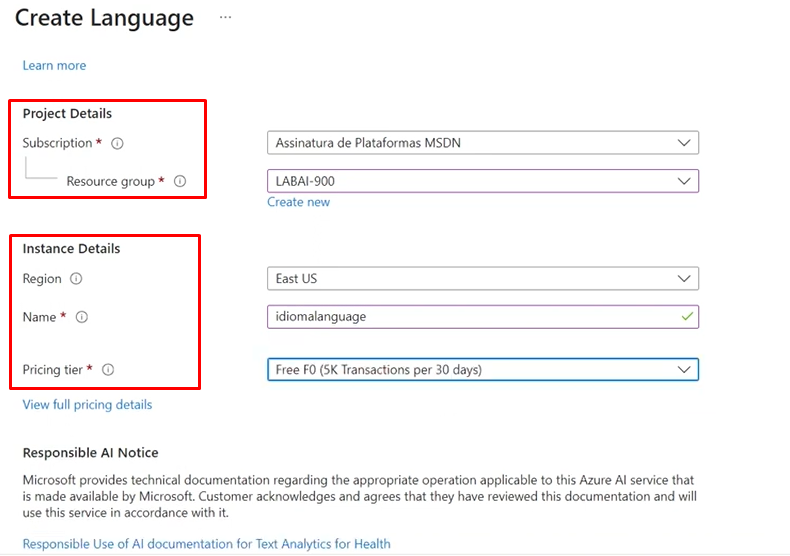 Create Language ...
Learn more
Project Details
Subscription * Assinatura de Plataformas MSDN
Resource group * LABAI-900
Create new
Instance Details
Region East US
Name * idiomalanguage
Pricing tier * Free F0 (5K Transactions per 30 days)
View full pricing details
Responsible AI Notice
Microsoft provides technical documentation regarding the appropriate operation applicable to this Azure AI service that
is made available by Microsoft. Customer acknowledges and agrees that they have reviewed this documentation and will
use this service in accordance with it.
Responsible Use of AI documentation for Text Analytics for Health